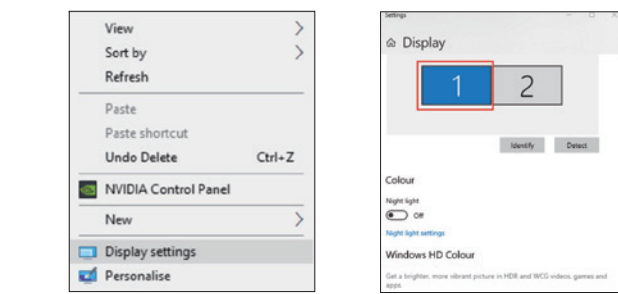 View
Sort by
Refresh
Paste
Paste shortcut
Undo Delete Ctrl+Z
NVIDIA Control Panel
New
Display settings
Personalise
Settings
Display
1 2
Identify Detect
Colour
Night light
Off
Night light settings
Windows HD Colour
Get a brighter, more vibrant picture in HDR and WCG videos, games and
apps